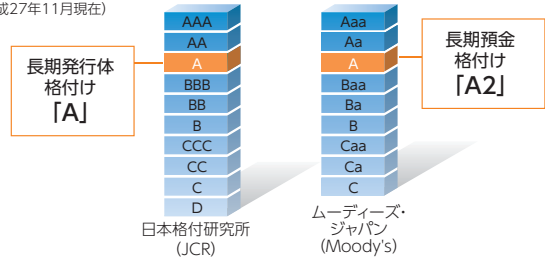 成27年11月現在)
長期発行体
格付け
「A」
AAA
AA
A
BBB
BB
B
CCC
CC
C
D
日本格付研究所
(JCR)
Aaa
Aa
A
Baa
Ba
B
Caa
Ca
C
ムーディーズ・
ジャパン
(Moody's)
長期預金
格付け
「A2」